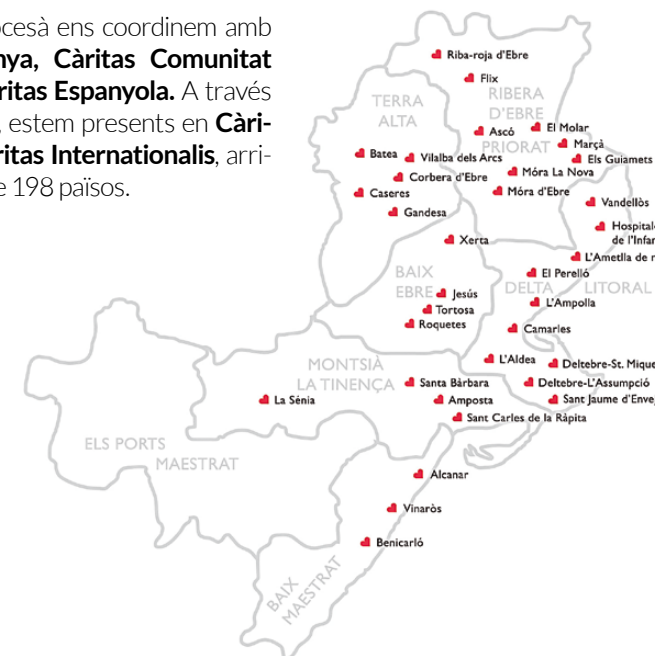 ocesà ens coordinem amb
nya, Càritas Comunitat
ritas Espanyola. A través
, estem presents en Càri-
ritas Internationalis, arri-
e 198 països.
Riba-roja d'Ebre
Flix
TERRA
ALTA
RIBERA
D'EBRE
PRIORAT
Ascó
El Molar
Marçà
Els Guiamets
Batea
Vilalba dels Arcs
Móra La Nova
Corbera d'Ebre
Caseres
Móra d'Ebre
Gandesa
Vandellòs
Hospital
de l'Infan
Xerta
L'Ametlla de
BAIX
EBRE
El Perelló
DELTA
LITORAL
Jesús
L'Ampolla
Tortosa
Roquetes
Camarles
L'Aldea
Deltebre-St. Mique
MONTSIÀ
LA TINENÇA
Santa Bàrbara
Deltebre-L'Assumpció
La Sénia
Amposta
Sant Jaume d'Enve
Sant Carles de la Ràpita
ELS PORTS
MAESTRAT
Alcanar
Vinaròs
Benicarló
BAIX
MAESTRAT